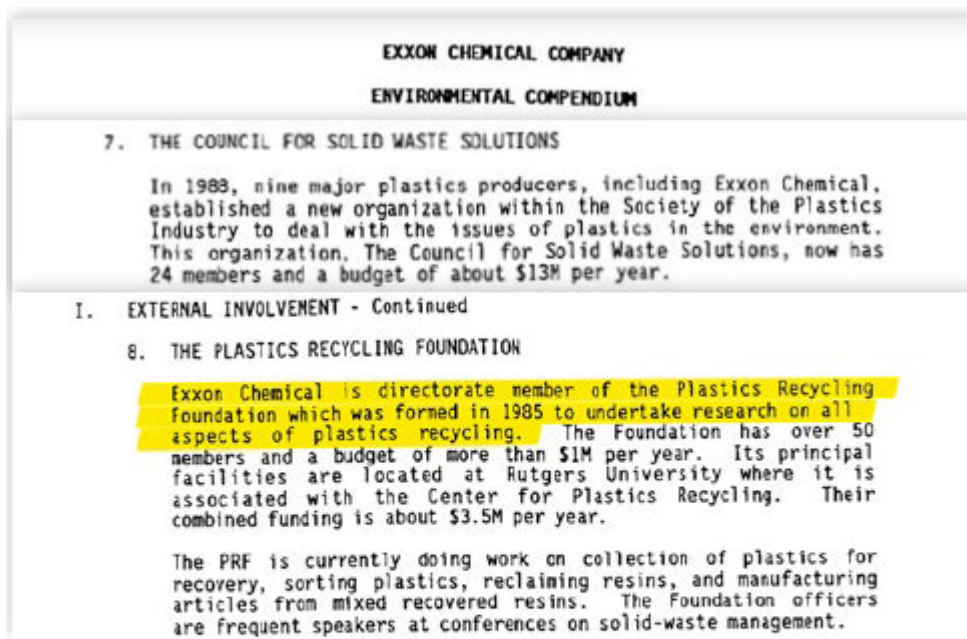 EXXON CHEMICAL COMPANY
ENVIRONMENTAL COMPENDIUM
7. THE COUNCIL FOR SOLID WASTE SOLUTIONS
In 1988, nine major plastics producers, including Exxon Chemical,
established a new organization within the Society of the Plastics
Industry to deal with the issues of plastics in the environment.
This organization, The Council for Solid Waste Solutions, now has
24 members and a budget of about $13M per year.
I. EXTERNAL INVOLVEMENT - Continued
8. THE PLASTICS RECYCLING FOUNDATION
Exxon Chemical is directorate member of the Plastics Recycling
Foundation which was formed in 1985 to undertake research on all
aspects of plastics recycling. The Foundation has over 50
members and a budget of more than $1M per year. Its principal
facilities are located at Rutgers University where it is
associated with the Center for Plastics Recycling. Their
combined funding is about $3.5M per year.
The PRF is currently doing work on collection of plastics for
recovery, sorting plastics, reclaiming resins, and manufacturing
articles from mixed recovered resins. The Foundation officers
are frequent speakers at conferences on solid-waste management.